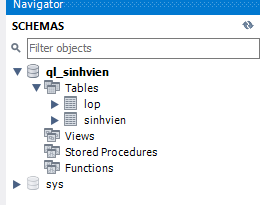 Navigator
SCHEMAS
Filter objects
ql_sinhvien
Tables
lop
sinhvien
Views
Stored Procedures
Functions
sys